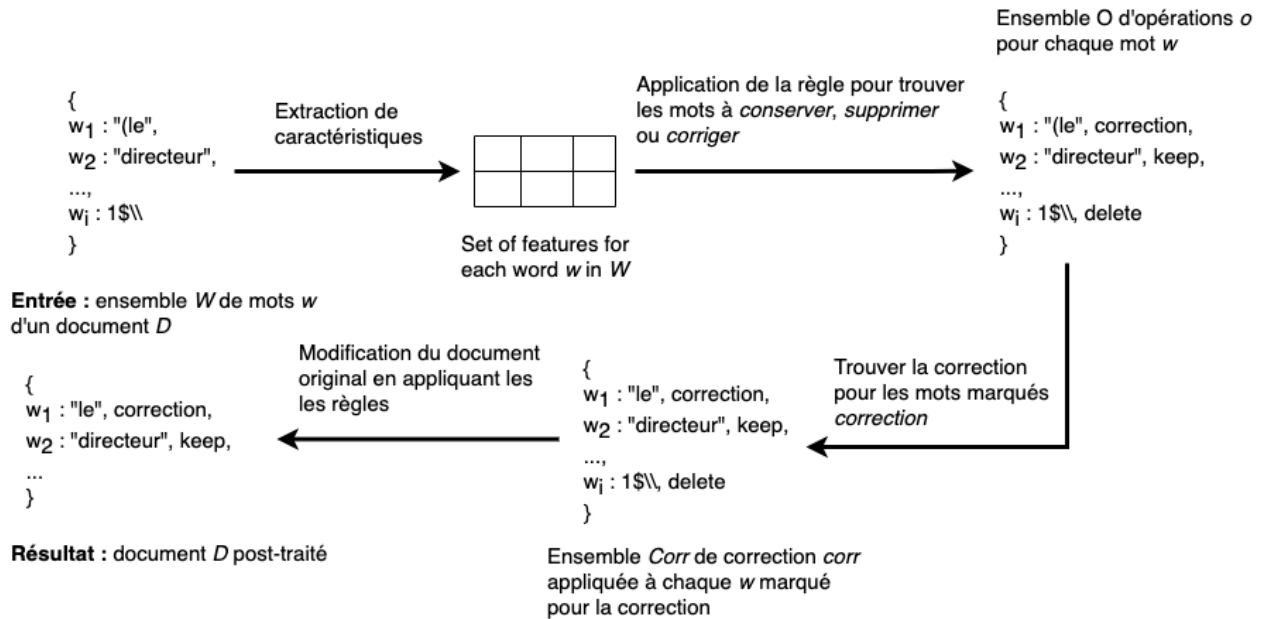 Ensemble O d'opérations o
pour chaque mot w
{
w1 : "(le",
w2 : "directeur",
...,
wi : 1$\\
}
Extraction de
caractéristiques
Set of features for
each word w in W
Application de la règle pour trouver
les mots à conserver, supprimer
ou corriger
{
w1 : "(le", correction,
w2 : "directeur", keep,
...,
wi : 1$\\, delete
}
Entrée : ensemble W de mots w
d'un document D
Trouver la correction
pour les mots marqués
correction
{
w1 : "le", correction,
w2 : "directeur", keep,
...,
wi : 1$\\, delete
}
Ensemble Corr de correction corr
appliquée à chaque w marqué
pour la correction
Modification du document
original en appliquant les
les règles
{
w1 : "le", correction,
w2 : "directeur", keep,
...
}
Résultat : document D post-traité